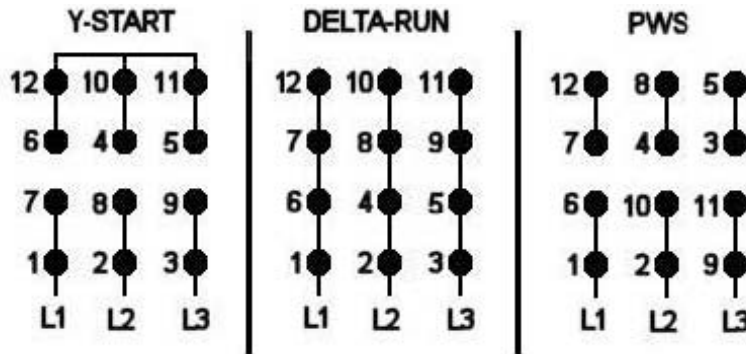 Y-START DELTA-RUN PWS
12 10 11 12 10 11 12 8 5
6 4 5 7 8 9 7 4 3
7 8 9 6 4 5 6 10 11
1 2 3 1 2 3 1 2 9
L1 L2 L3 L1 L2 L3 L1 L2 L3